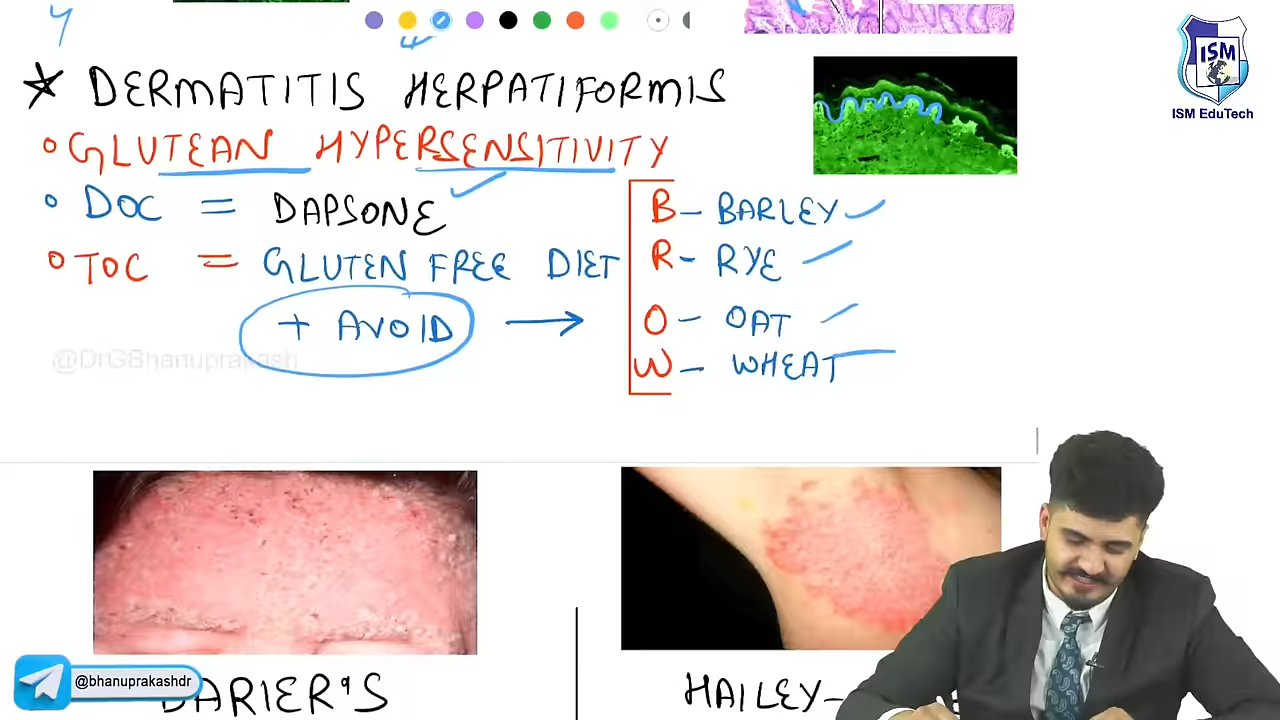 ISM
ISM EduTech
★ DERMATITIS HERPATIFORMIS
GLUTEAN HYPERSENSITIVITY
DOC = DAPSONE
TOC = GLUTEN FREE DIET
+ AVOID →
B - BARLEY
R - RYE
O - OAT
W - WHEAT
@DrGBhanuprakash
@bhanuprakashdr
DARIER'S
HAILEY-